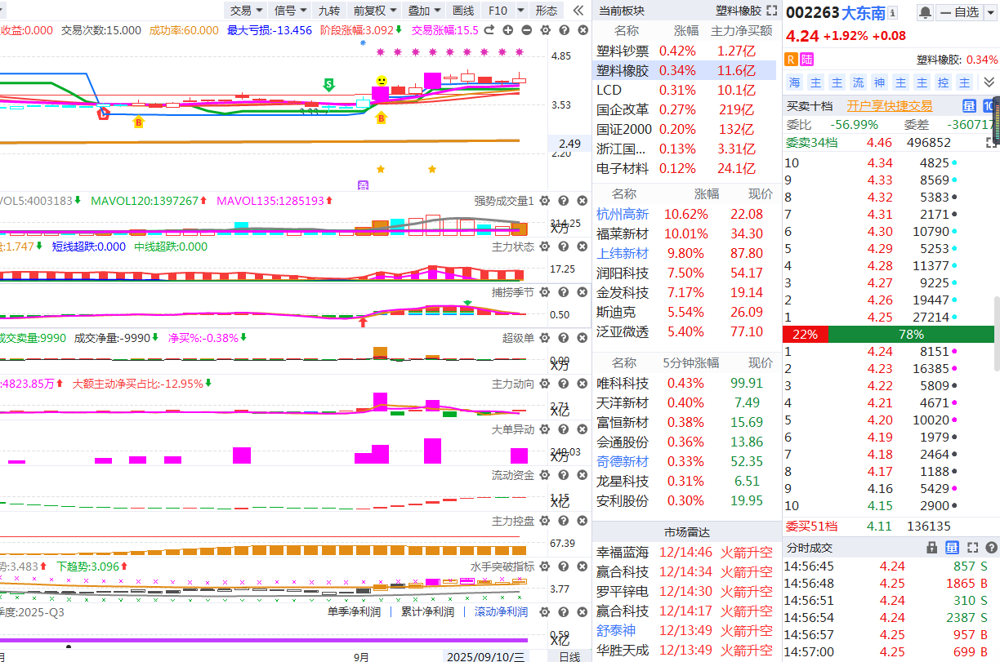 交易 信号 九转 前复权 叠加 画线 F10 形态
收益:0.000 交易次数:15.000 成功率:60.000 最大亏损:-13.456 阶段涨幅:3.092 交易涨幅:15.5
4.85
3.53
2.49
2.20
S
B
B
VOL5:4003183 MAVOL120:1397267 MAVOL135:1285193 强势成交量1
314.25
X万
:1.747 短线超跌:0.000 中线超跌:0.000 主力状态
17.25
捕捞季节
0.50
成交卖量:9990 成交净量:-9990 净买%:-0.38% 超级单
0.99
X万
:4823.85万 大额主动净买占比:-12.95% 主力动向
2.71
X亿
大单异动
249.03
X万
流动资金
1.15
X亿
主力控盘
67.39
势:3.483 下趋势:3.096 水手突破指标
3.77
季度:2025-Q3 单季净利润 累计净利润 滚动净利润
0.59
X亿
月 9月 2025/09/10/三 日线
当前板块 塑料橡胶
名称 涨幅 主力净买额
塑料钞票 0.42% 1.27亿
塑料橡胶 0.34% 11.6亿
LCD 0.31% 10.1亿
国企改革 0.27% 219亿
国证2000 0.20% 132亿
浙江国... 0.13% 3.31亿
电子材料 0.12% 24.1亿
名称 涨幅 现价
杭州高新 10.62% 22.08
福莱新材 10.01% 34.30
上纬新材 9.80% 87.80
润阳科技 7.50% 54.17
金发科技 7.17% 19.14
斯迪克 5.54% 26.09
泛亚微透 5.40% 77.10
名称 5分钟涨幅 现价
唯科科技 0.43% 99.91
天洋新材 0.40% 7.49
富恒新材 0.38% 15.69
会通股份 0.36% 13.86
奇德新材 0.33% 52.35
龙星科技 0.31% 6.51
安利股份 0.30% 19.95
市场雷达
幸福蓝海 12/14:46 火箭升空
赢合科技 12/14:34 火箭升空
罗平锌电 12/14:30 火箭升空
赢合科技 12/14:17 火箭升空
舒泰神 12/13:49 火箭升空
华胜天成 12/13:49 火箭升空
002263 大东南 自选
4.24 +1.92% +0.08
R 陆 塑料橡胶: 0.34%
海 主 主 流 神 主 主 控 主
买卖十档 开户享快捷交易 量 10
委比 -56.99% 委差 -360717
委卖34档 4.46 496852
10 4.34 4825
9 4.33 8569
8 4.32 5383
7 4.31 2171
6 4.30 10790
5 4.29 5253
4 4.28 11377
3 4.27 9225
2 4.26 19447
1 4.25 27214
22% 78%
1 4.24 8151
2 4.23 16385
3 4.22 5809
4 4.21 4671
5 4.20 10020
6 4.19 1979
7 4.18 2464
8 4.17 1188
9 4.16 5429
10 4.15 2900
委买51档 4.11 136135
分时成交 量
14:56:45 4.24 857 S
14:56:48 4.25 1865 B
14:56:51 4.24 310 S
14:56:54 4.24 2387 S
14:56:57 4.25 957 B
14:57:00 4.25 699 B